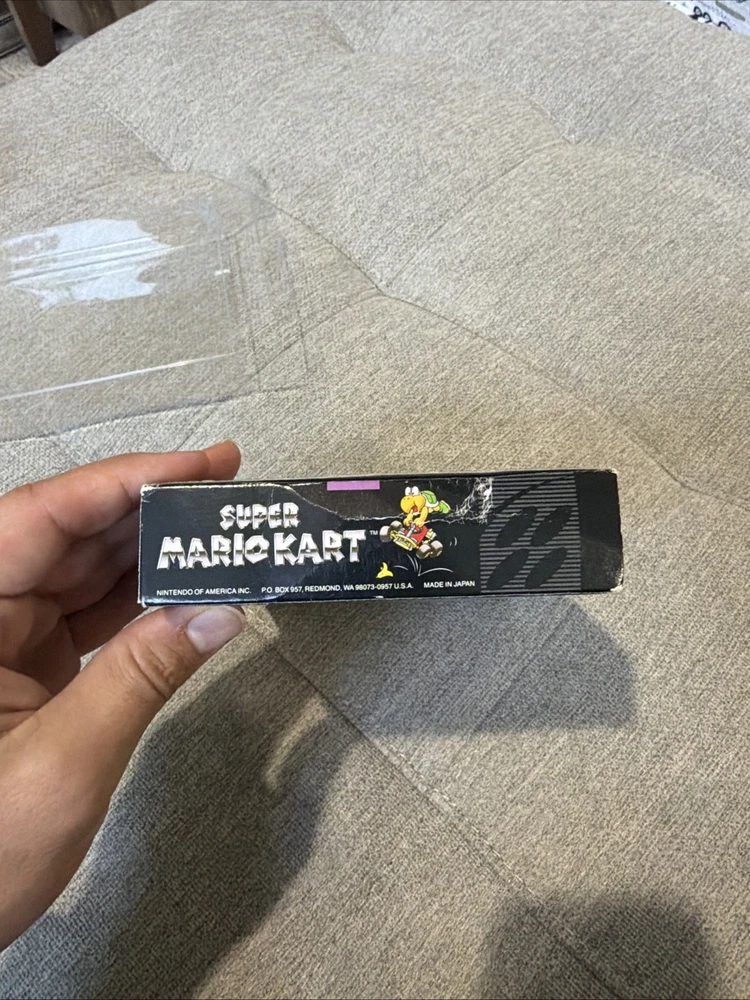 SUPER
MARIO KART™
NINTENDO OF AMERICA INC. P.O. BOX 957, REDMOND, WA 98073-0957 U.S.A. MADE IN JAPAN